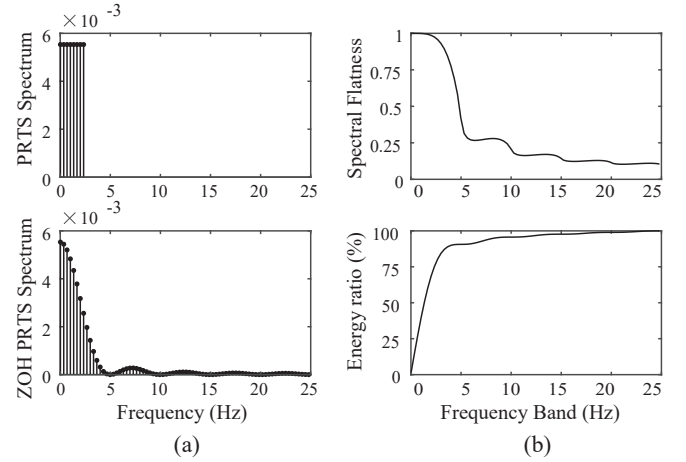 × 10 -3
6
4
2
0
PRTS Spectrum
0 5 10 15 20 25
× 10 -3
6
4
2
0
ZOH PRTS Spectrum
0 5 10 15 20 25
Frequency (Hz)
(a)
1
0.75
0.5
0.25
0
Spectral Flatness
0 5 10 15 20 25
100
75
50
25
0
Energy ratio (%)
0 5 10 15 20 25
Frequency Band (Hz)
(b)